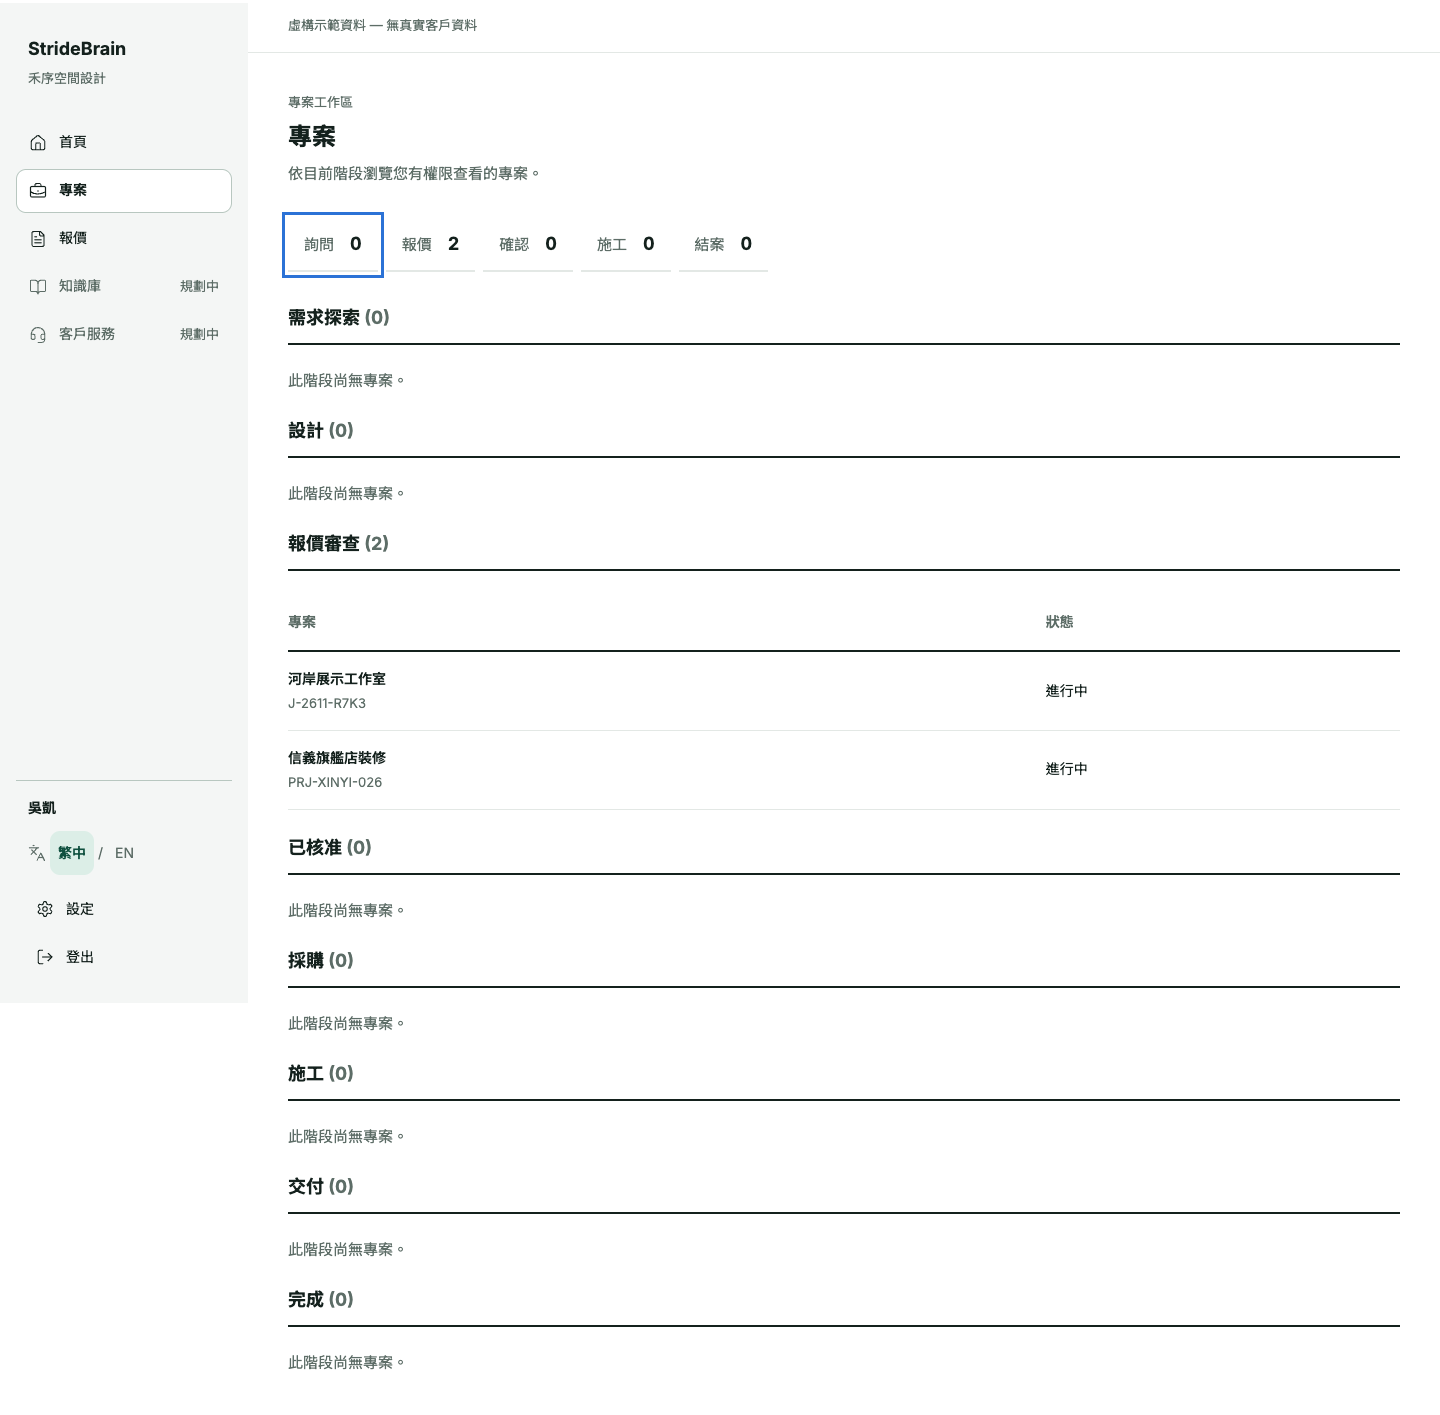 StrideBrain
禾序空間設計
首頁
專案
報價
知識庫 規劃中
客戶服務 規劃中
吳凱
繁中 / EN
設定
登出
虛構示範資料 — 無真實客戶資料
專案工作區
專案
依目前階段瀏覽您有權限查看的專案。
詢問 0 報價 2 確認 0 施工 0 結案 0
需求探索 (0)
此階段尚無專案。
設計 (0)
此階段尚無專案。
報價審查 (2)
專案 狀態
河岸展示工作室
J-2611-R7K3
進行中
信義旗艦店裝修
PRJ-XINYI-026
進行中
已核准 (0)
此階段尚無專案。
採購 (0)
此階段尚無專案。
施工 (0)
此階段尚無專案。
交付 (0)
此階段尚無專案。
完成 (0)
此階段尚無專案。